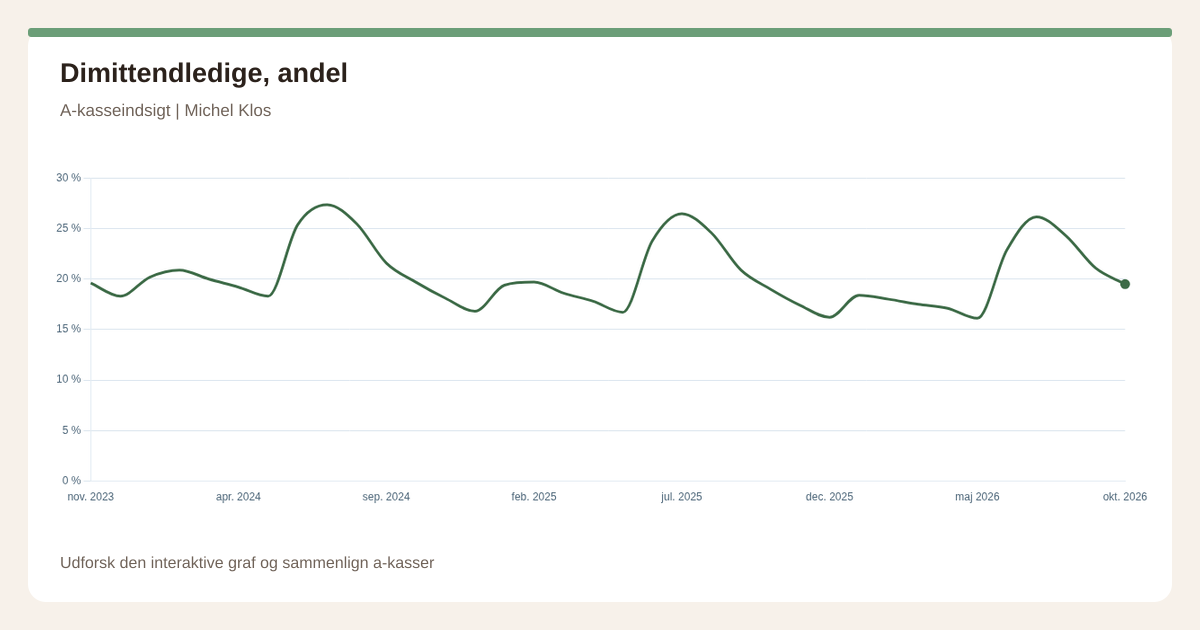 Dimittendledige, andel
A-kasseindsigt | Michel Klos
30 %
25 %
20 %
15 %
10 %
5 %
0 %
nov. 2023 apr. 2024 sep. 2024 feb. 2025 jul. 2025 dec. 2025 maj 2026 okt. 2026
Udforsk den interaktive graf og sammenlign a-kasser